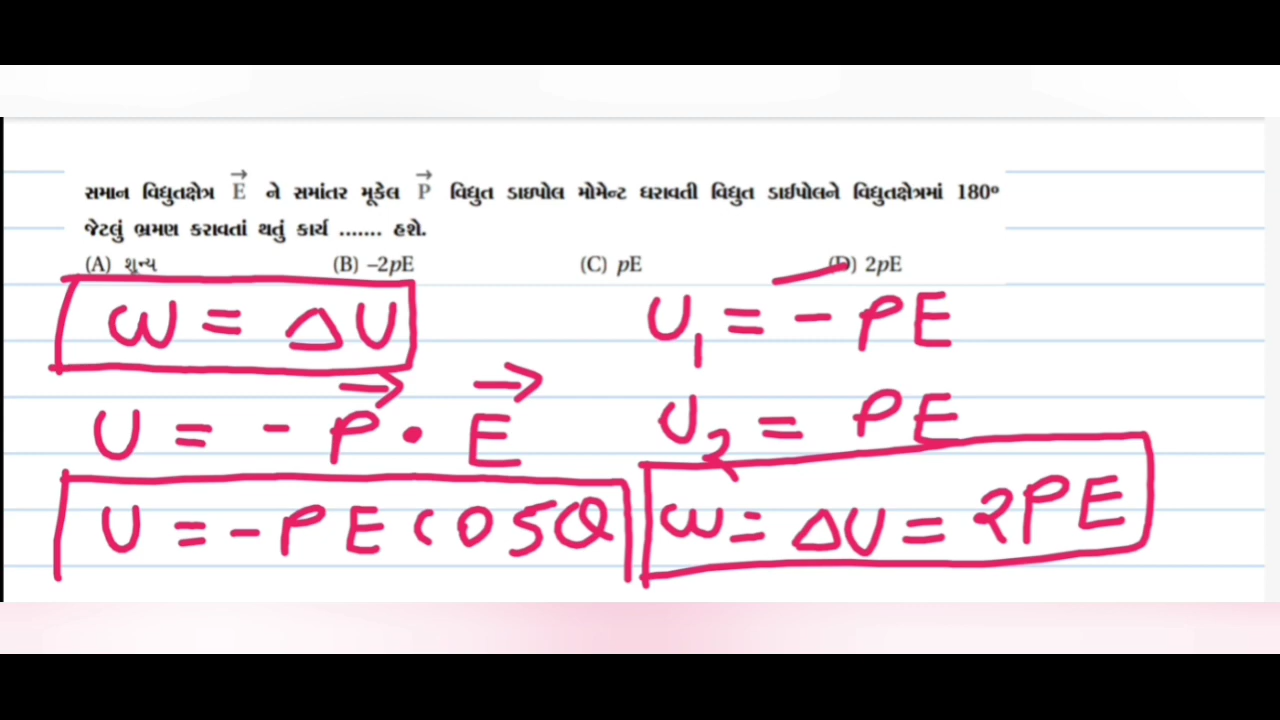 સમાન વિદ્યુતક્ષેત્ર E⃗ ને સમાંતર મૂકેલ P⃗ વિદ્યુત ડાઇપોલ મોમેન્ટ ધરાવતી વિદ્યુત ડાઈપોલને વિદ્યુતક્ષેત્રમાં 180°
જેટલું ભ્રમણ કરાવતાં થતું કાર્ય ....... હશે.
(A) શૂન્ય (B) –2pE (C) pE (D) 2pE
W = ΔU
U₁ = - PE
U = - P⃗ · E⃗
U₂ = PE
U = - PE COSθ
W = ΔU = 2PE